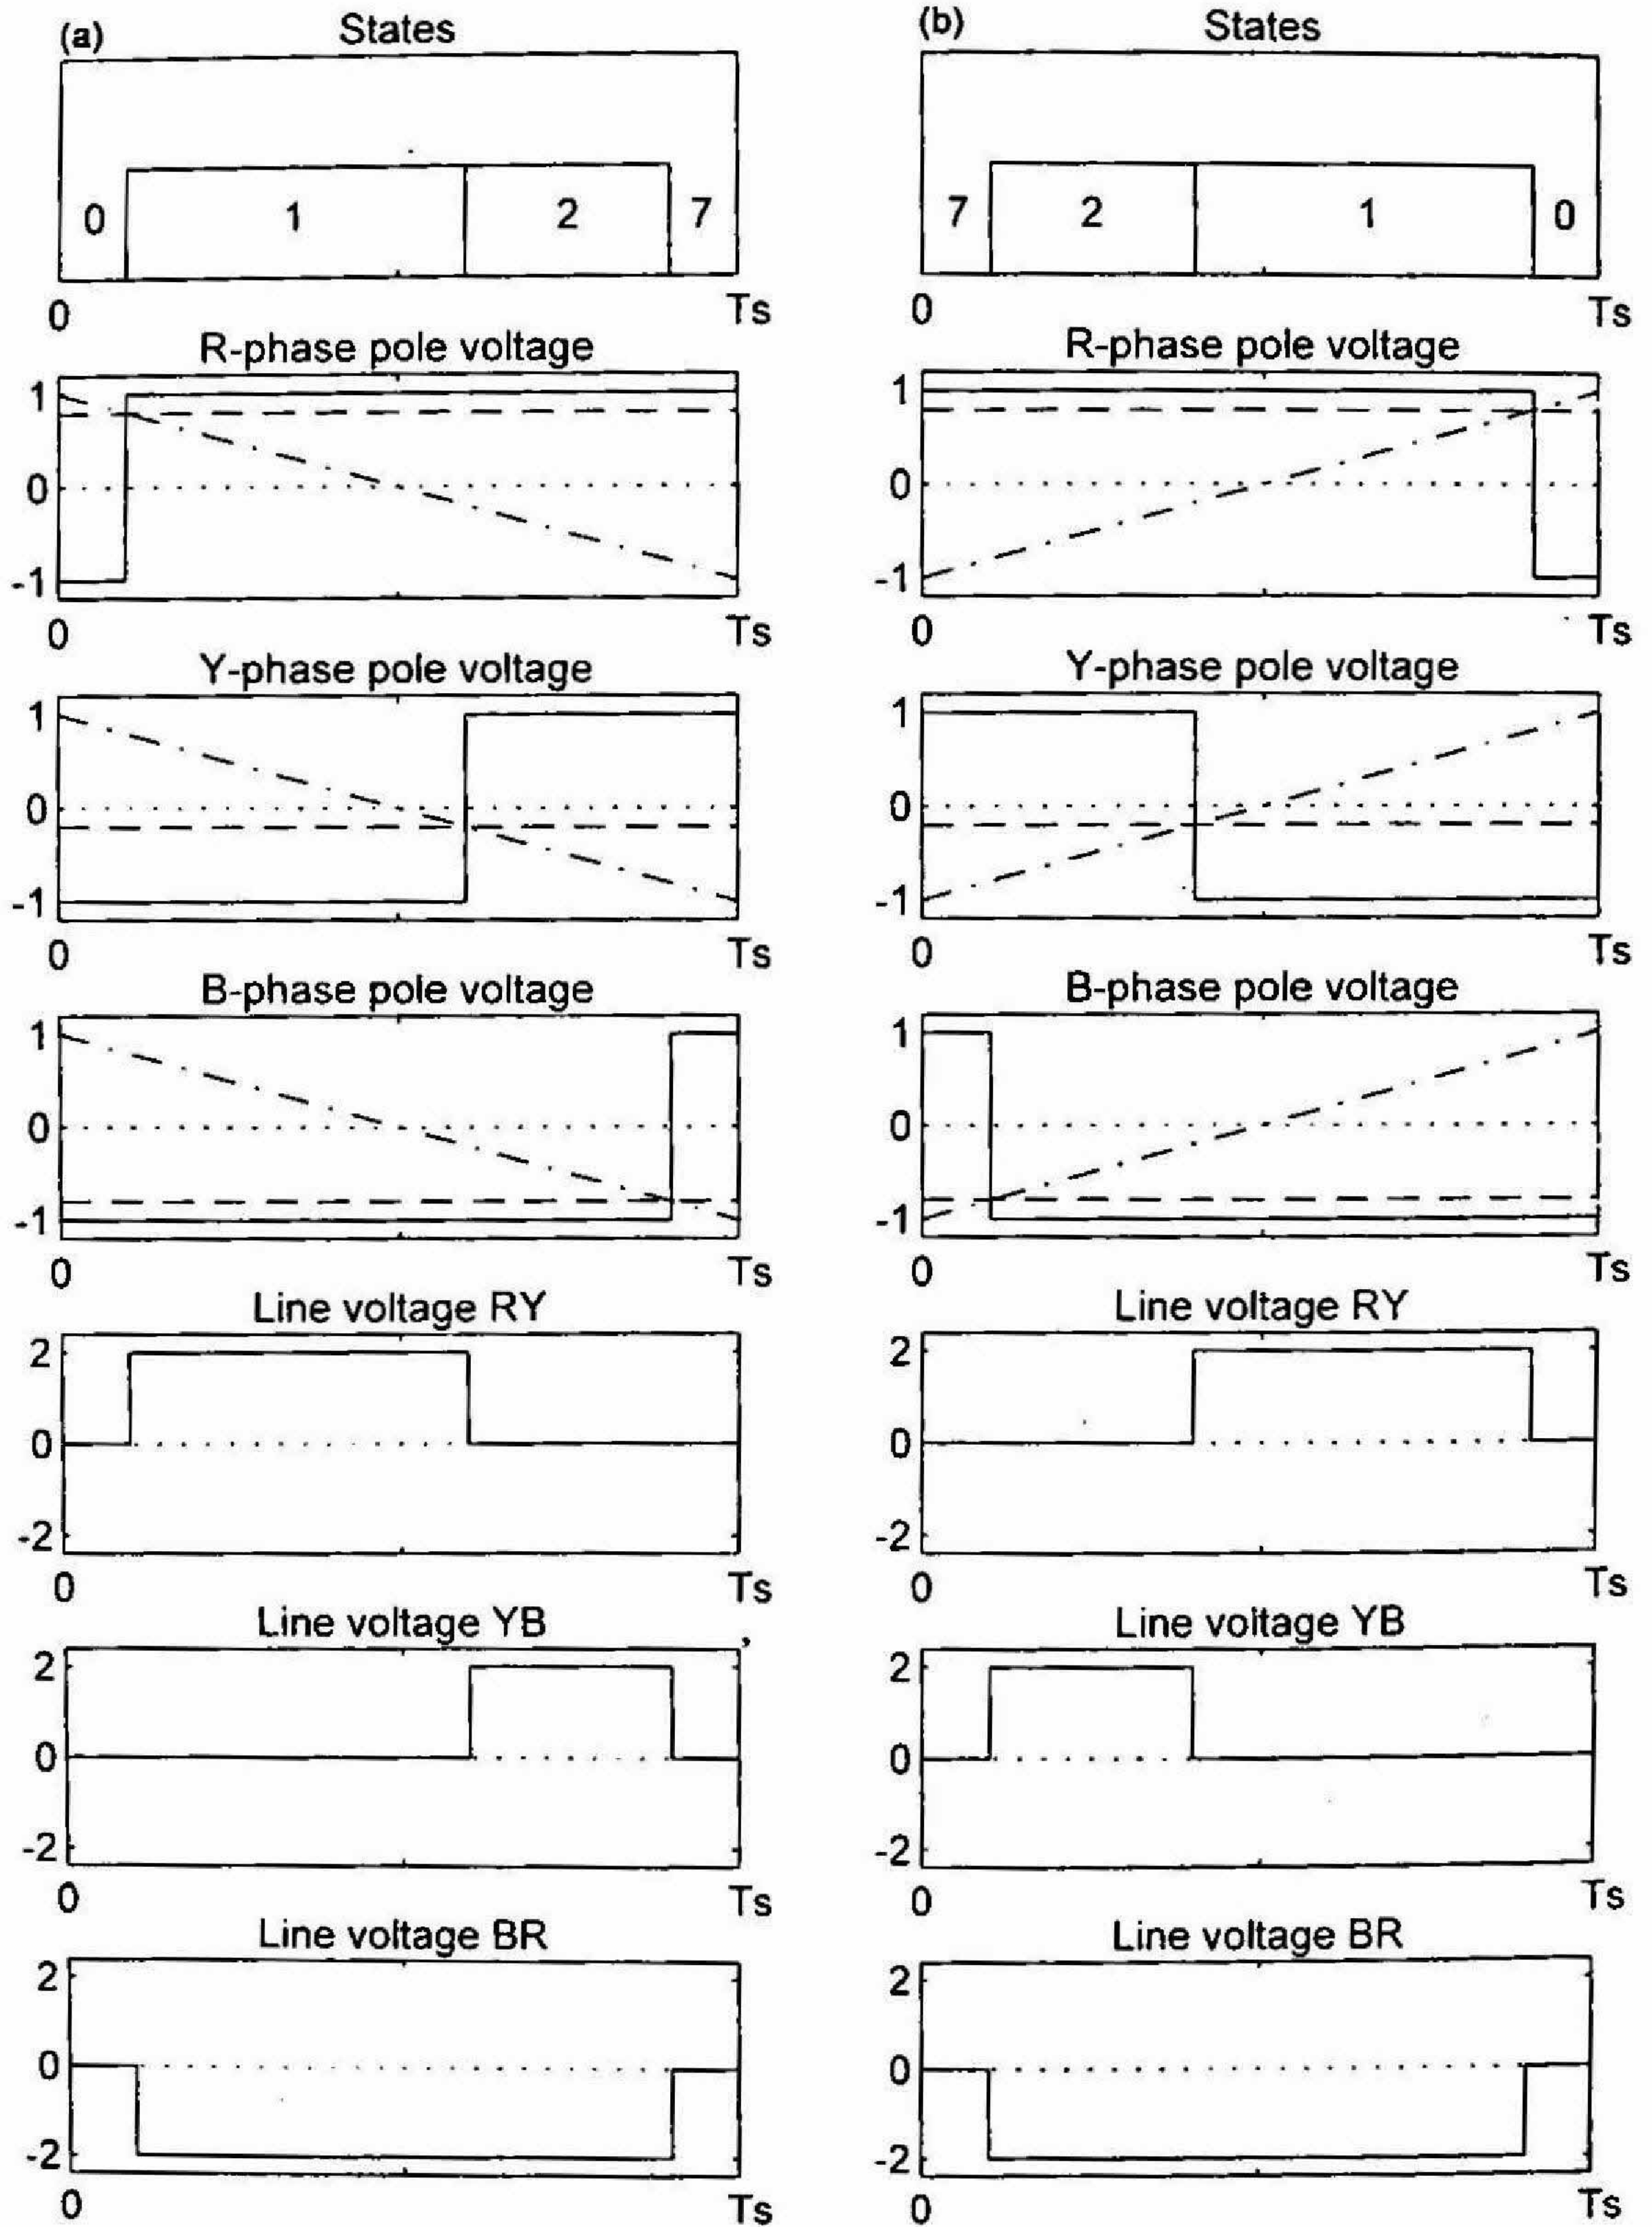 (a) States
0 1 2 7
0 Ts
R-phase pole voltage
1
0
-1
0 Ts
Y-phase pole voltage
1
0
-1
0 Ts
B-phase pole voltage
1
0
-1
0 Ts
Line voltage RY
2
0
-2
0 Ts
Line voltage YB
2
0
-2
0 Ts
Line voltage BR
2
0
-2
0 Ts
(b) States
7 2 1 0
0 Ts
R-phase pole voltage
1
0
-1
0 Ts
Y-phase pole voltage
1
0
-1
0 Ts
B-phase pole voltage
1
0
-1
0 Ts
Line voltage RY
2
0
-2
0 Ts
Line voltage YB
2
0
-2
0 Ts
Line voltage BR
2
0
-2
0 Ts